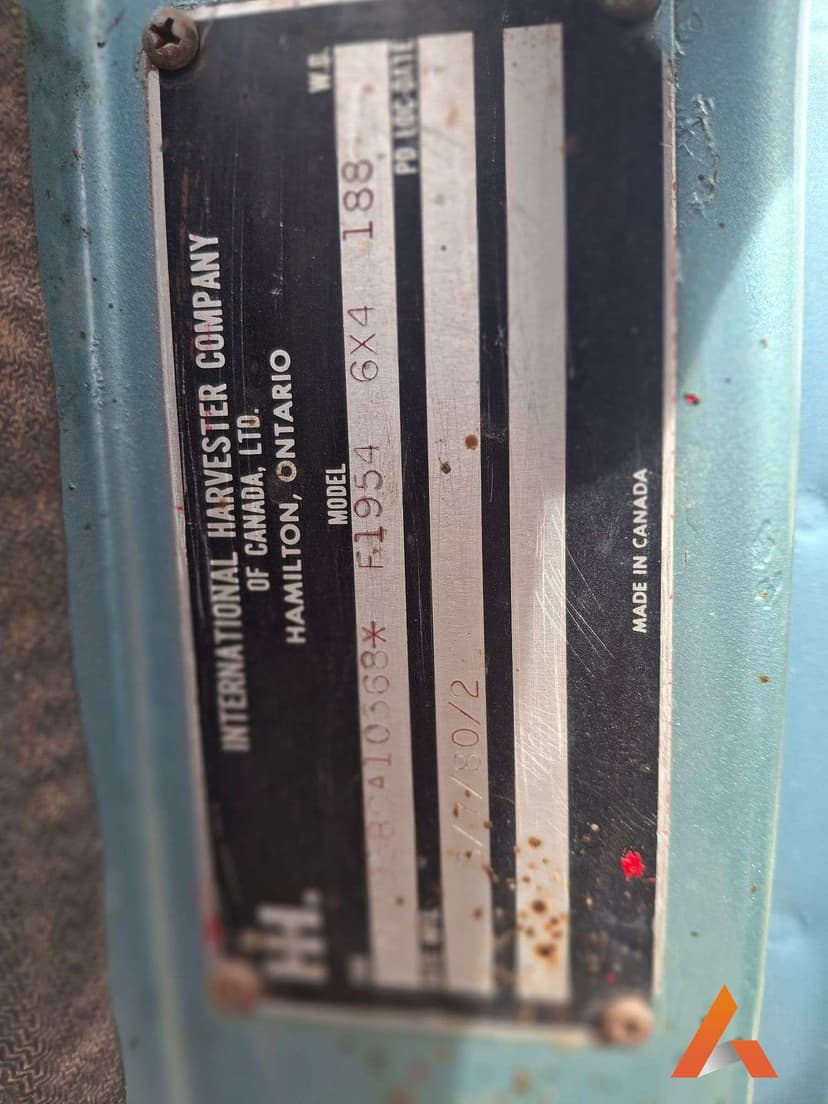 IH.
INTERNATIONAL HARVESTER COMPANY
OF CANADA, LTD.
HAMILTON, ONTARIO
MODEL W.B.
F1954 6X4 188
PD LOC-DATE
MADE IN CANADA